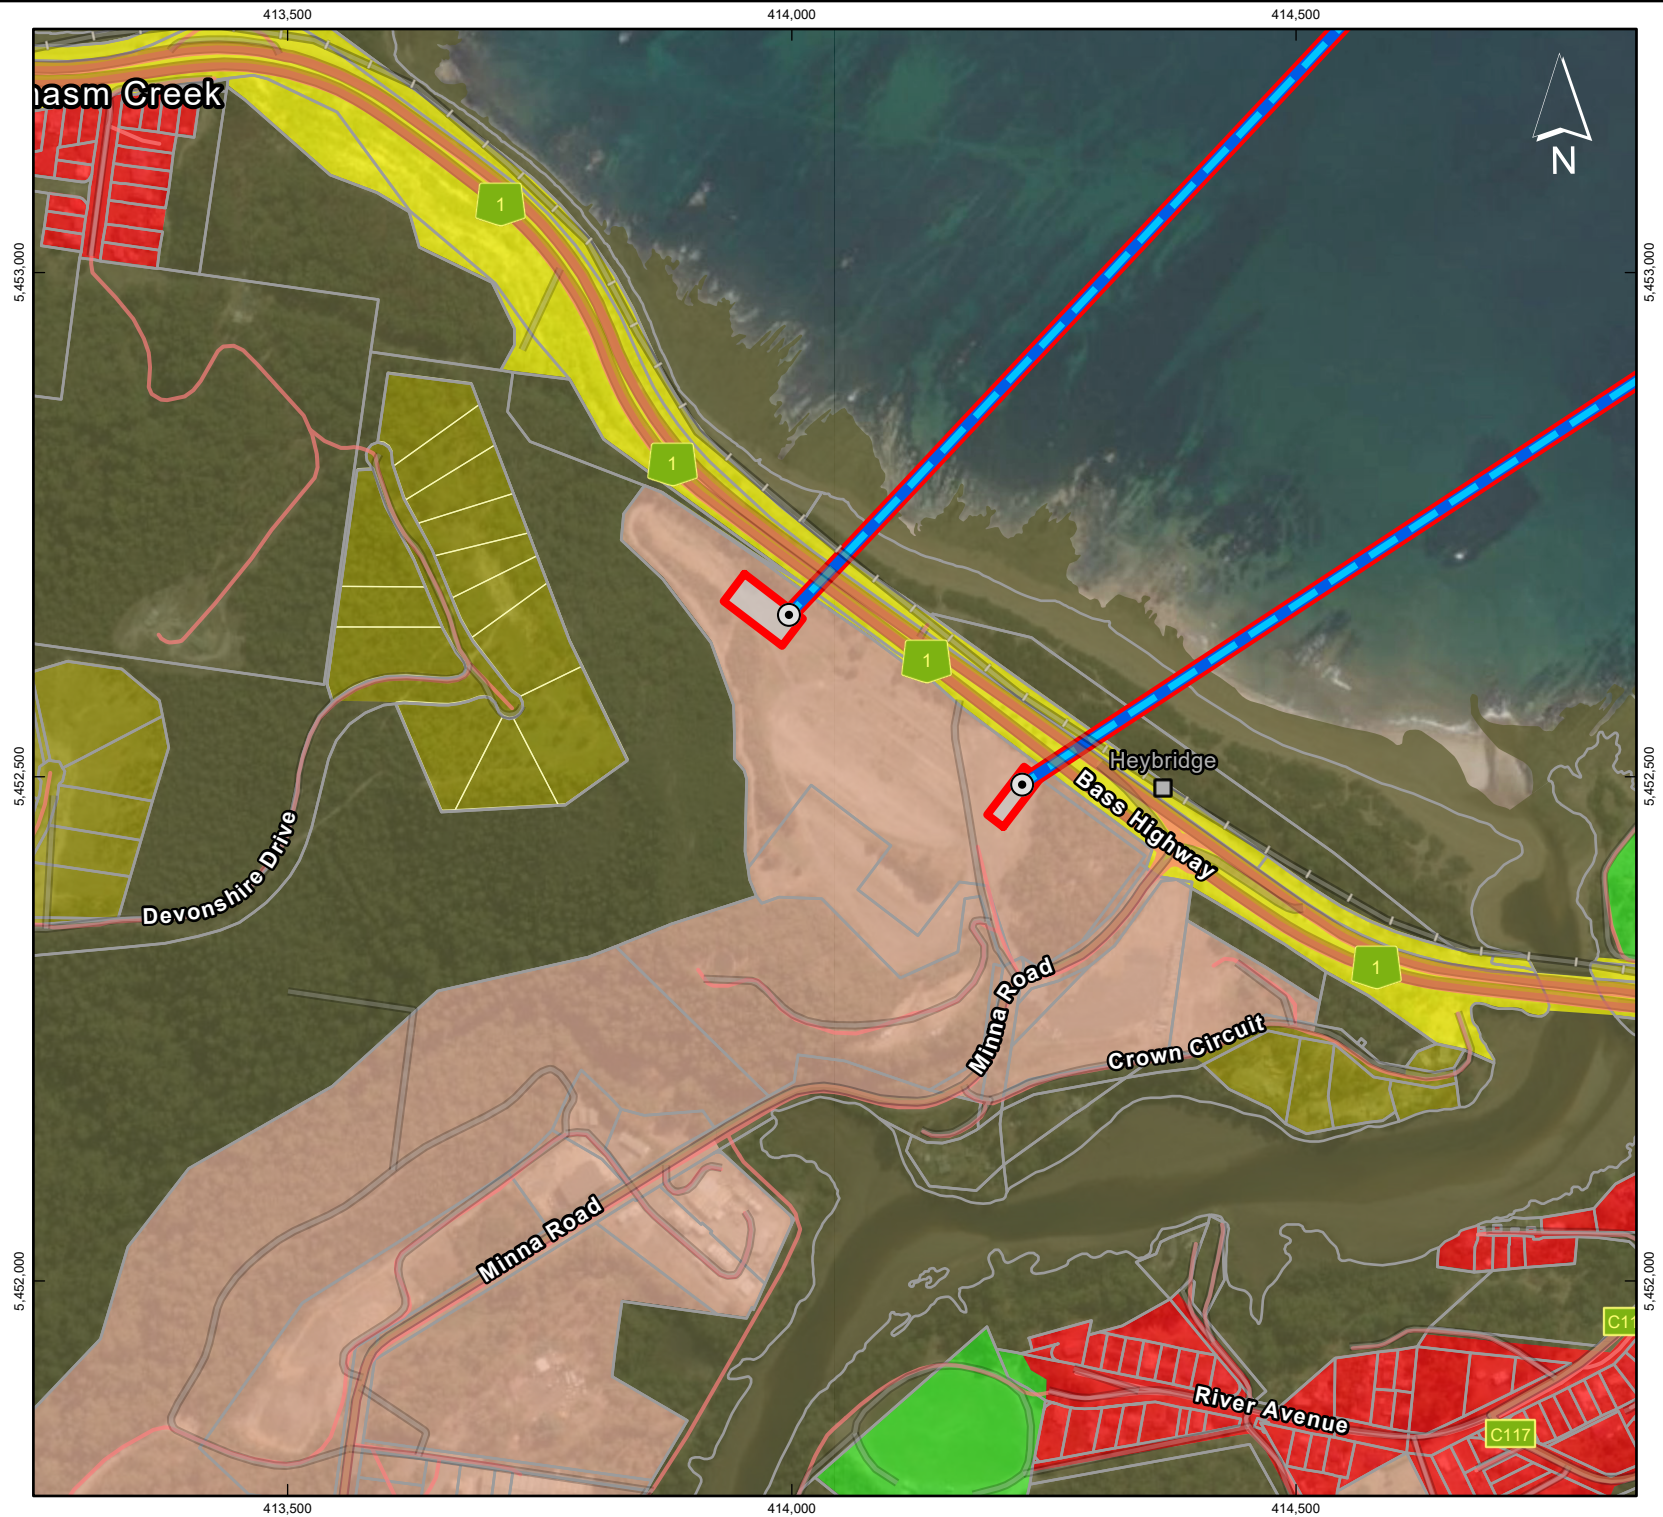 413,500
414,000
414,500
hasm Creek
N
1
5,453,000
5,453,000
1
1
Heybridge
5,452,500
5,452,500
Bass Highway
Devonshire Drive
1
Minna Road
Crown Circuit
Minna Road
5,452,000
5,452,000
C11
River Avenue
C117
413,500
414,000
414,500